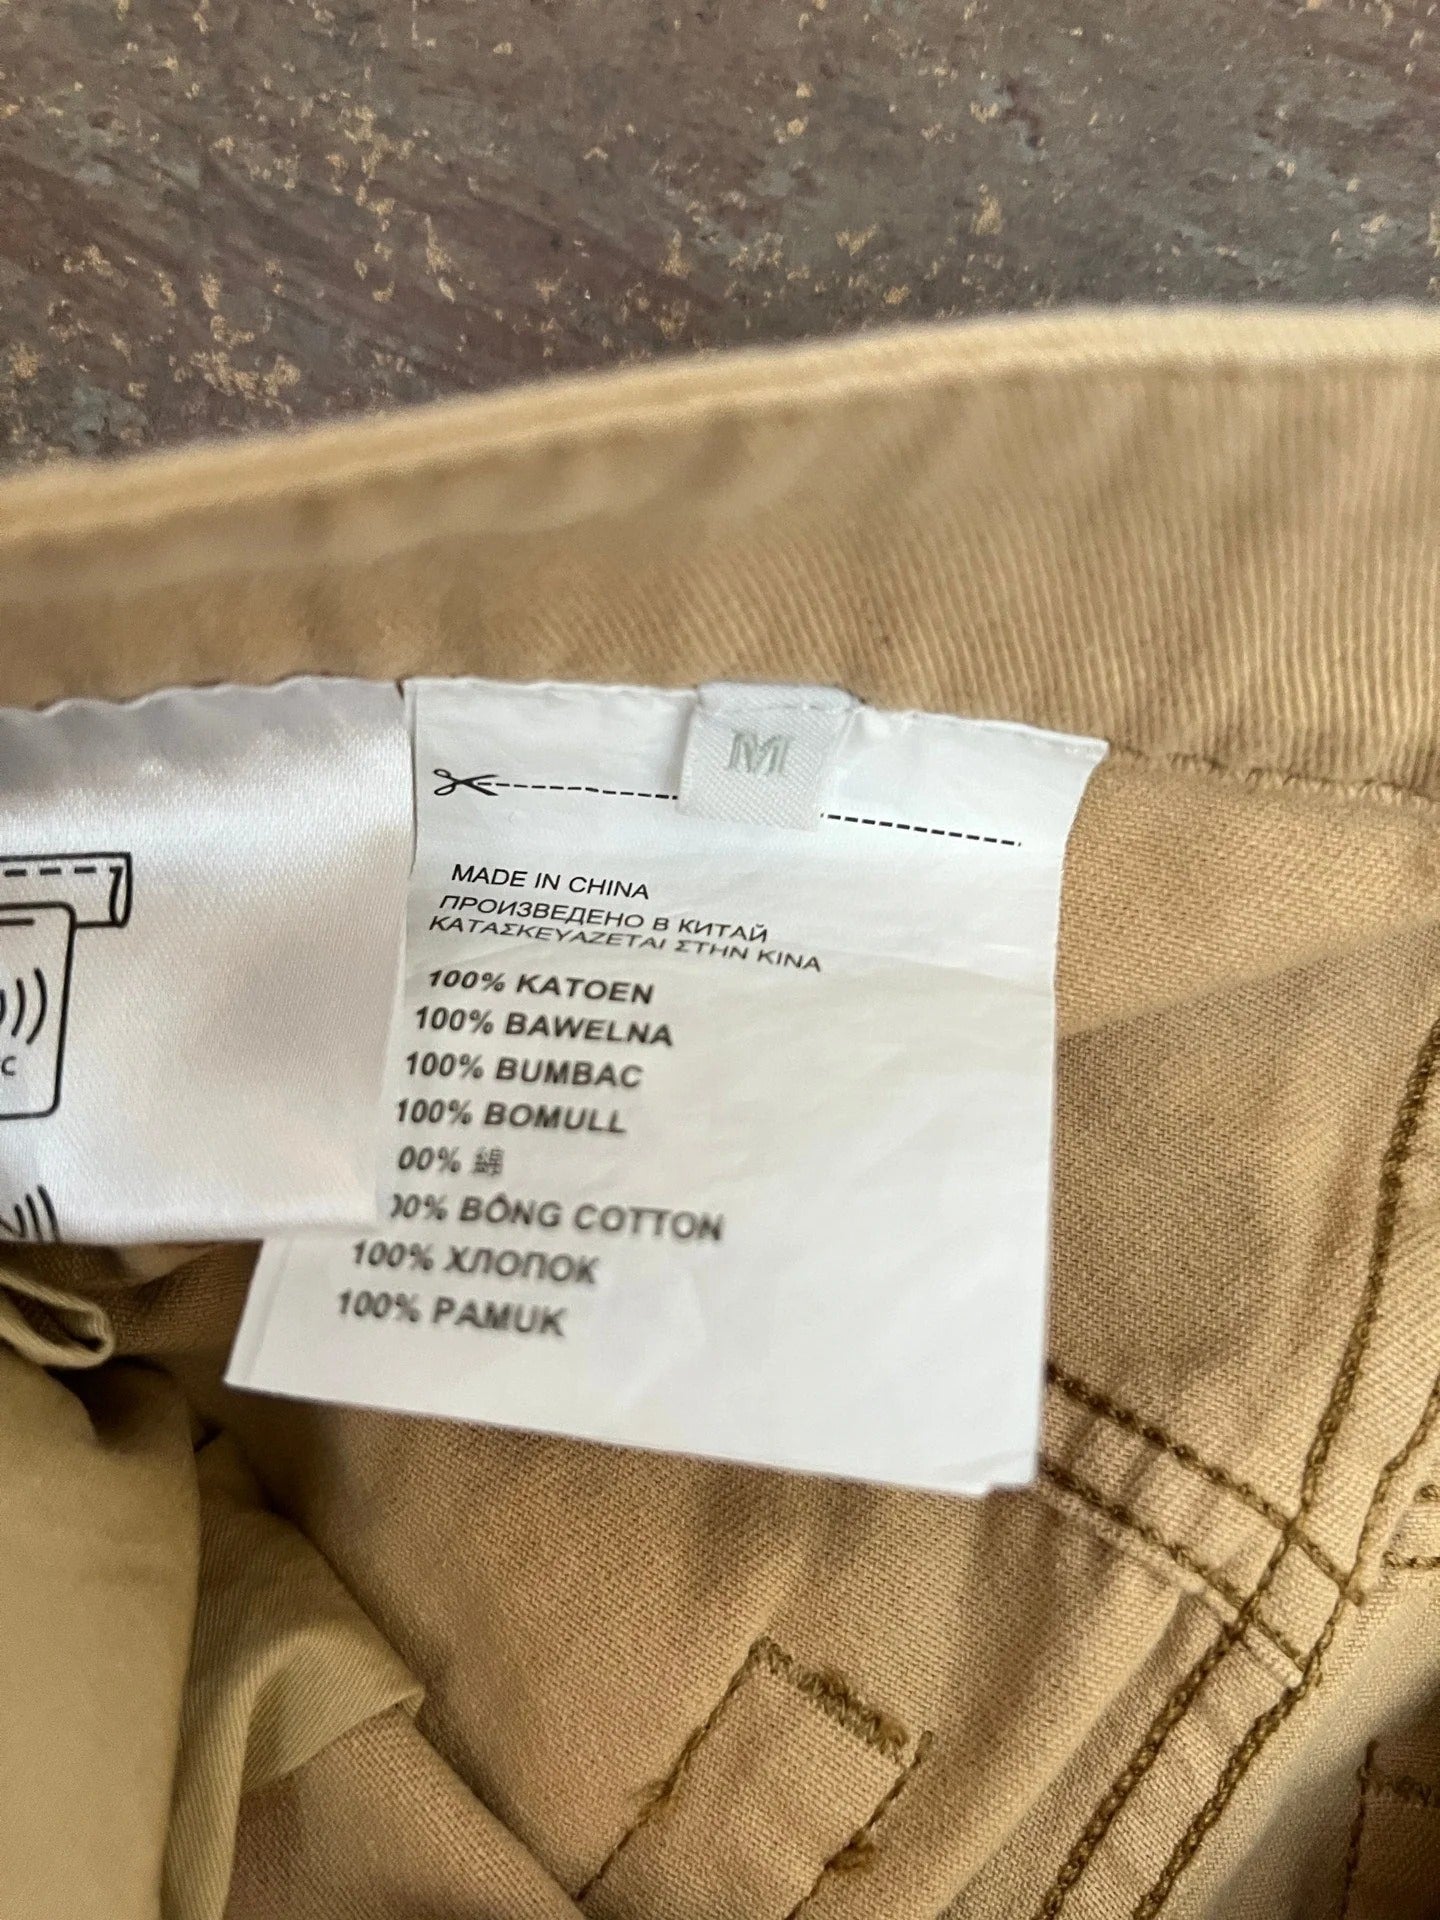 M
MADE IN CHINA
ПРОИЗВЕДЕНО В КИТАЙ
ΚΑΤΑΣΚΕΥΑΖΕΤΑΙ ΣΤΗΝ ΚΙΝΑ
100% KATOEN
100% BAWELNA
100% BUMBAC
100% BOMULL
00% 綿
00% BÔNG COTTON
100% ХЛОПОК
100% PAMUK
C